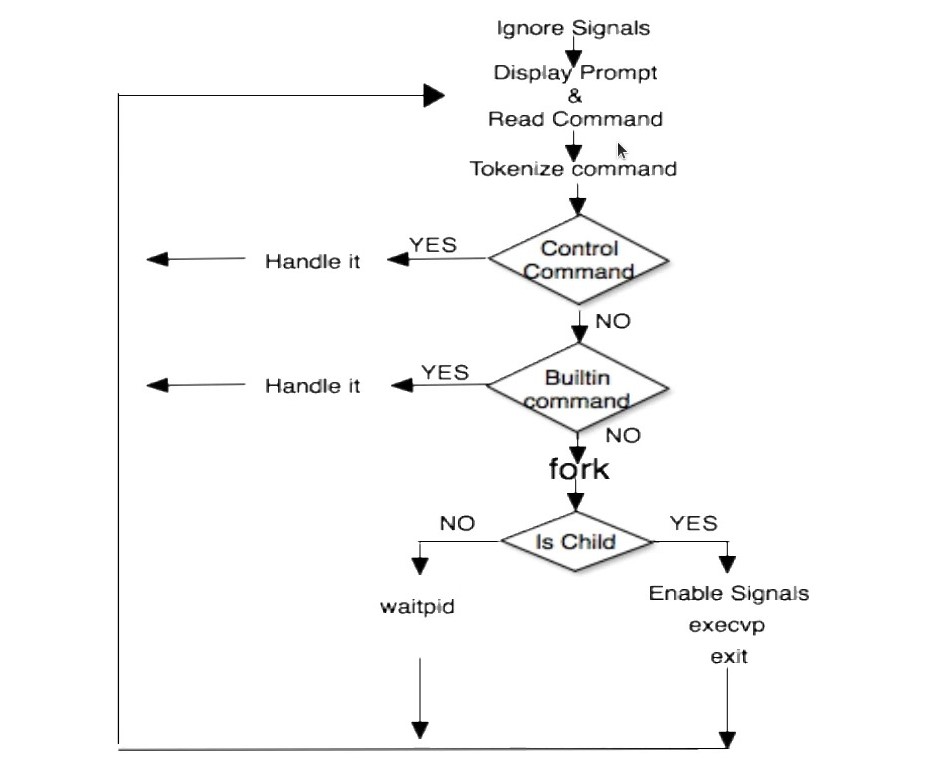 Ignore Signals
Display Prompt
&
Read Command
Tokenize command
Control
Command
YES
Handle it
NO
Builtin
command
YES
Handle it
NO
fork
Is Child
NO
YES
waitpid
Enable Signals
execvp
exit